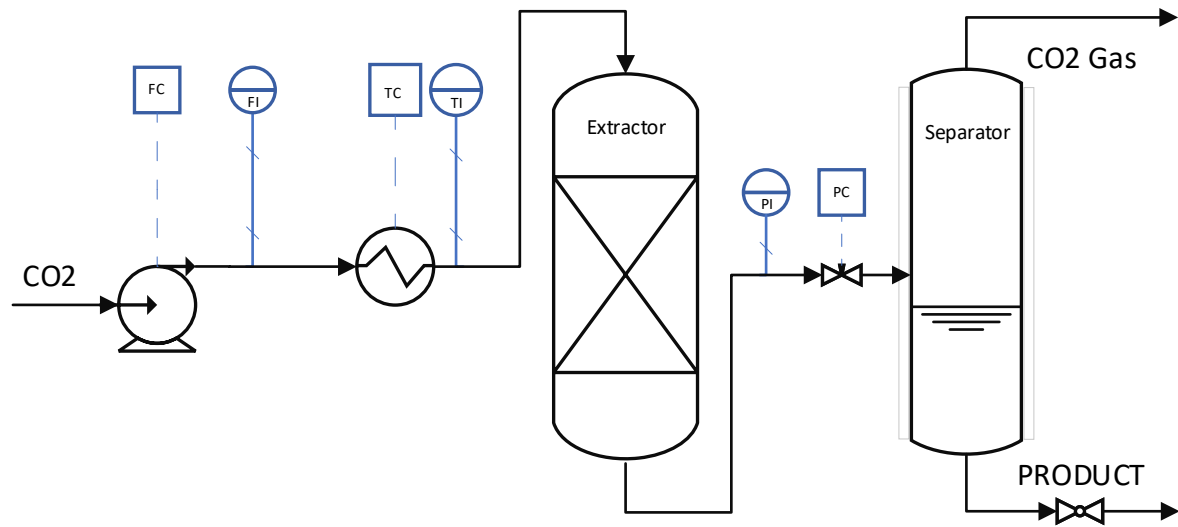 CO2 Gas
FC
FI
TC
TI
Extractor
Separator
PI
PC
CO2
PRODUCT